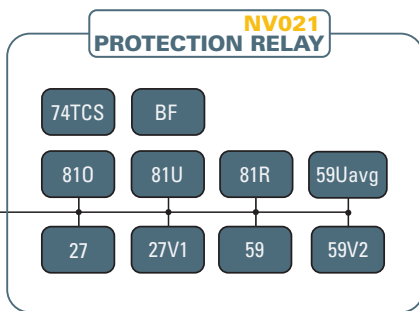 NV021
PROTECTION RELAY
74TCS BF
81O 81U 81R 59Uavg
27 27V1 59 59V2